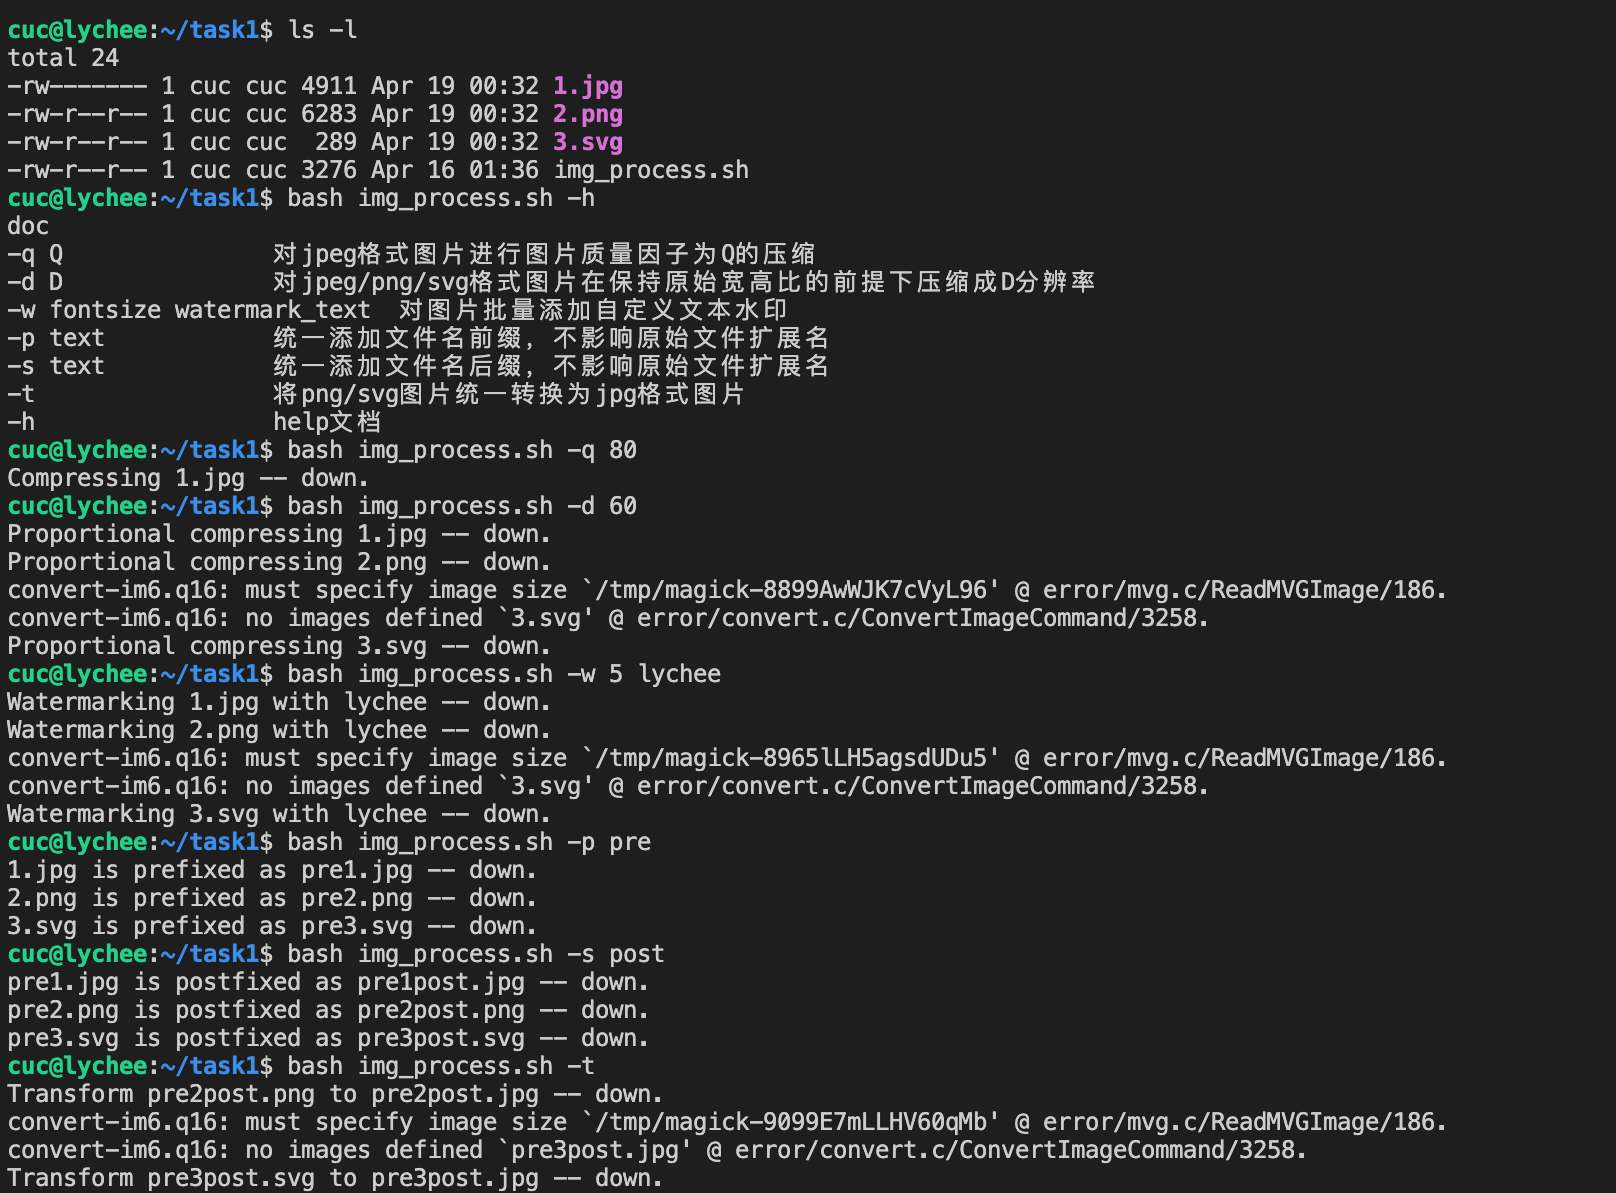 cuc@lychee:~/task1$ ls -l
total 24
-rw------- 1 cuc cuc 4911 Apr 19 00:32 1.jpg
-rw-r--r-- 1 cuc cuc 6283 Apr 19 00:32 2.png
-rw-r--r-- 1 cuc cuc  289 Apr 19 00:32 3.svg
-rw-r--r-- 1 cuc cuc 3276 Apr 16 01:36 img_process.sh
cuc@lychee:~/task1$ bash img_process.sh -h
doc
-q Q               对jpeg格式图片进行图片质量因子为Q的压缩
-d D               对jpeg/png/svg格式图片在保持原始宽高比的前提下压缩成D分辨率
-w fontsize watermark_text  对图片批量添加自定义文本水印
-p text            统一添加文件名前缀，不影响原始文件扩展名
-s text            统一添加文件名后缀，不影响原始文件扩展名
-t                 将png/svg图片统一转换为jpg格式图片
-h                 help文档
cuc@lychee:~/task1$ bash img_process.sh -q 80
Compressing 1.jpg -- down.
cuc@lychee:~/task1$ bash img_process.sh -d 60
Proportional compressing 1.jpg -- down.
Proportional compressing 2.png -- down.
convert-im6.q16: must specify image size `/tmp/magick-8899AwWJK7cVyL96' @ error/mvg.c/ReadMVGImage/186.
convert-im6.q16: no images defined `3.svg' @ error/convert.c/ConvertImageCommand/3258.
Proportional compressing 3.svg -- down.
cuc@lychee:~/task1$ bash img_process.sh -w 5 lychee
Watermarking 1.jpg with lychee -- down.
Watermarking 2.png with lychee -- down.
convert-im6.q16: must specify image size `/tmp/magick-8965lLH5agsdUDu5' @ error/mvg.c/ReadMVGImage/186.
convert-im6.q16: no images defined `3.svg' @ error/convert.c/ConvertImageCommand/3258.
Watermarking 3.svg with lychee -- down.
cuc@lychee:~/task1$ bash img_process.sh -p pre
1.jpg is prefixed as pre1.jpg -- down.
2.png is prefixed as pre2.png -- down.
3.svg is prefixed as pre3.svg -- down.
cuc@lychee:~/task1$ bash img_process.sh -s post
pre1.jpg is postfixed as pre1post.jpg -- down.
pre2.png is postfixed as pre2post.png -- down.
pre3.svg is postfixed as pre3post.svg -- down.
cuc@lychee:~/task1$ bash img_process.sh -t
Transform pre2post.png to pre2post.jpg -- down.
convert-im6.q16: must specify image size `/tmp/magick-9099E7mLLHV60qMb' @ error/mvg.c/ReadMVGImage/186.
convert-im6.q16: no images defined `pre3post.jpg' @ error/convert.c/ConvertImageCommand/3258.
Transform pre3post.svg to pre3post.jpg -- down.